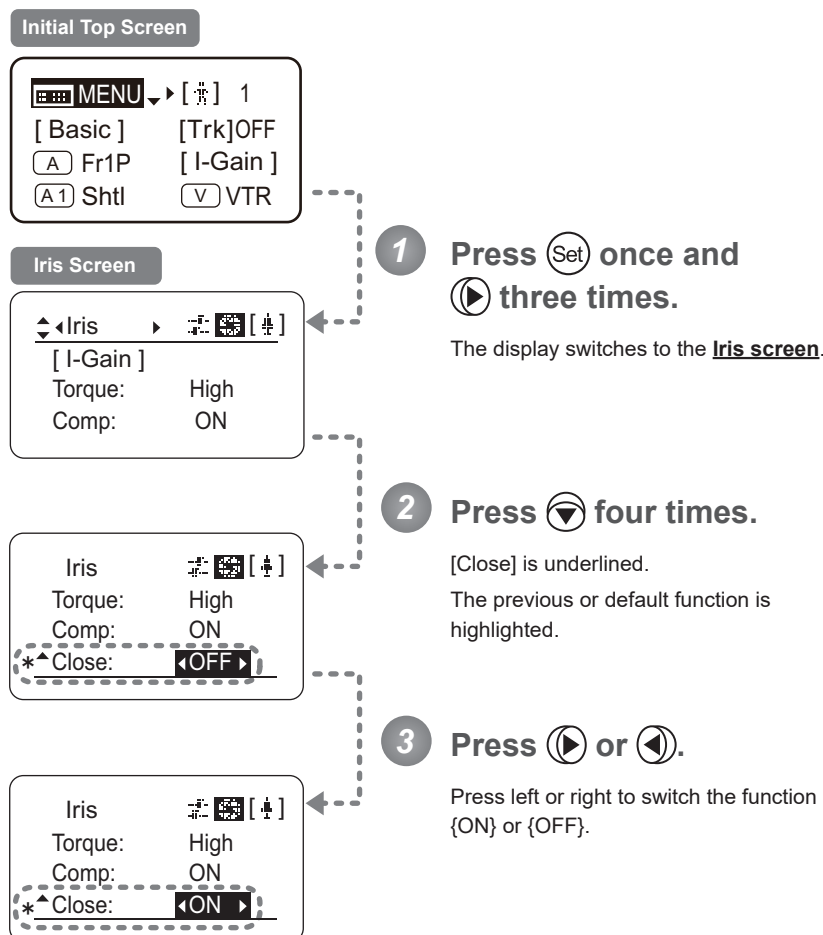 Initial Top Screen
MENU [ ] 1
[ Basic ] [Trk]OFF
A Fr1P [ I-Gain ]
A 1 Shtl V VTR
1 Press Set once and
three times.
Iris Screen
The display switches to the Iris screen.
Iris [ ]
[ I-Gain ]
Torque: High
Comp: ON
2 Press four times.
[Close] is underlined.
The previous or default function is
highlighted.
Iris [ ]
Torque: High
Comp: ON
* Close: OFF
3 Press or .
Press left or right to switch the function
{ON} or {OFF}.
Iris [ ]
Torque: High
Comp: ON
* Close: ON